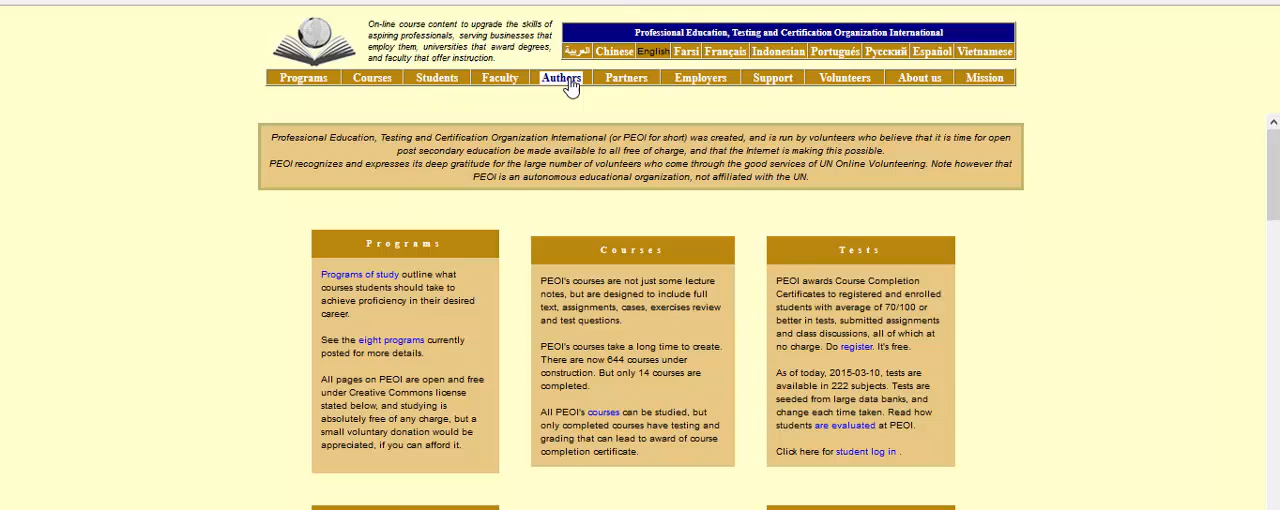 On-line course content to upgrade the skills of
aspiring professionals, serving businesses that
employ them, universities that award degrees,
and faculty that offer instruction.
Professional Education, Testing and Certification Organization International
العربية Chinese English Farsi Français Indonesian Portugués Русский Español Vietnamese
Programs Courses Students Faculty Authors Partners Employers Support Volunteers About us Mission
Professional Education, Testing and Certification Organization International (or PEOI for short) was created, and is run by volunteers who believe that it is time for open
post secondary education be made available to all free of charge, and that the Internet is making this possible.
PEOI recognizes and expresses its deep gratitude for the large number of volunteers who come through the good services of UN Online Volunteering. Note however that
PEOI is an autonomous educational organization, not affiliated with the UN.
Programs
Programs of study outline what
courses students should take to
achieve proficiency in their desired
career.
See the eight programs currently
posted for more details.
All pages on PEOI are open and free
under Creative Commons license
stated below, and studying is
absolutely free of any charge, but a
small voluntary donation would be
appreciated, if you can afford it.
Courses
PEOI's courses are not just some lecture
notes, but are designed to include full
text, assignments, cases, exercises review
and test questions.
PEOI's courses take a long time to create.
There are now 644 courses under
construction. But only 14 courses are
completed.
All PEOI's courses can be studied, but
only completed courses have testing and
grading that can lead to award of course
completion certificate.
Tests
PEOI awards Course Completion
Certificates to registered and enrolled
students with average of 70/100 or
better in tests, submitted assignments
and class discussions, all of which at
no charge. Do register. It's free.
As of today, 2015-03-10, tests are
available in 222 subjects. Tests are
seeded from large data banks, and
change each time taken. Read how
students are evaluated at PEOI.
Click here for student log in .